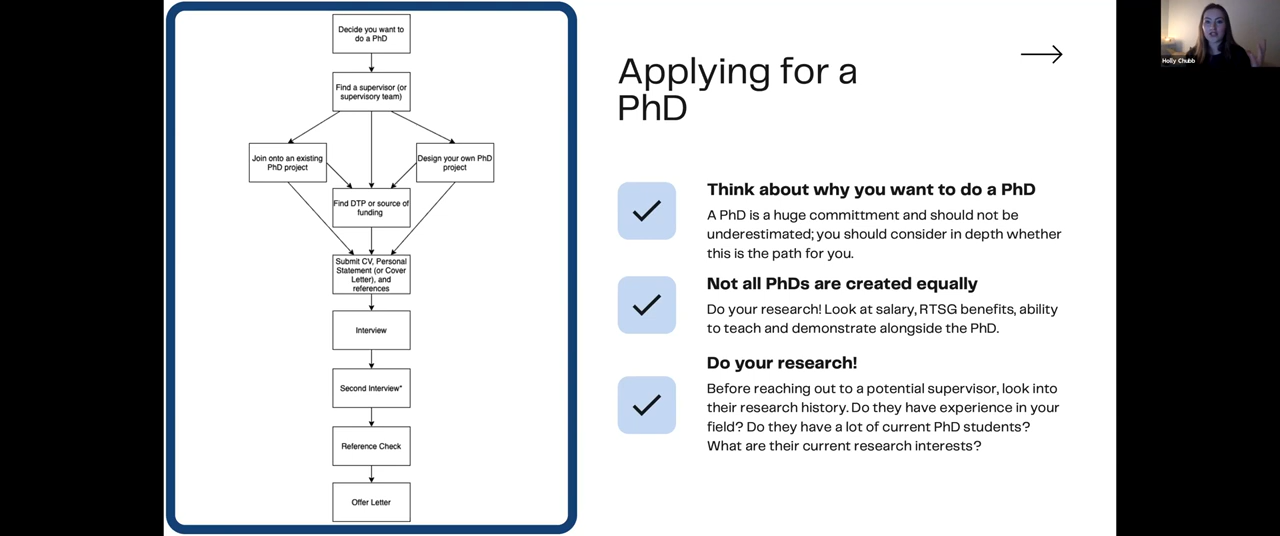 Decide you want to
do a PhD
Find a supervisor (or
supervisory team)
Join onto an existing
PhD project
Design your own PhD
project
Find DTP or source of
funding
Submit CV, Personal
Statement (or Cover
Letter), and
references
Interview
Second Interview*
Reference Check
Offer Letter
Applying for a
PhD
Think about why you want to do a PhD
A PhD is a huge committment and should not be
underestimated; you should consider in depth whether
this is the path for you.
Not all PhDs are created equally
Do your research! Look at salary, RTSG benefits, ability
to teach and demonstrate alongside the PhD.
Do your research!
Before reaching out to a potential supervisor, look into
their research history. Do they have experience in your
field? Do they have a lot of current PhD students?
What are their current research interests?
Holly Chubb